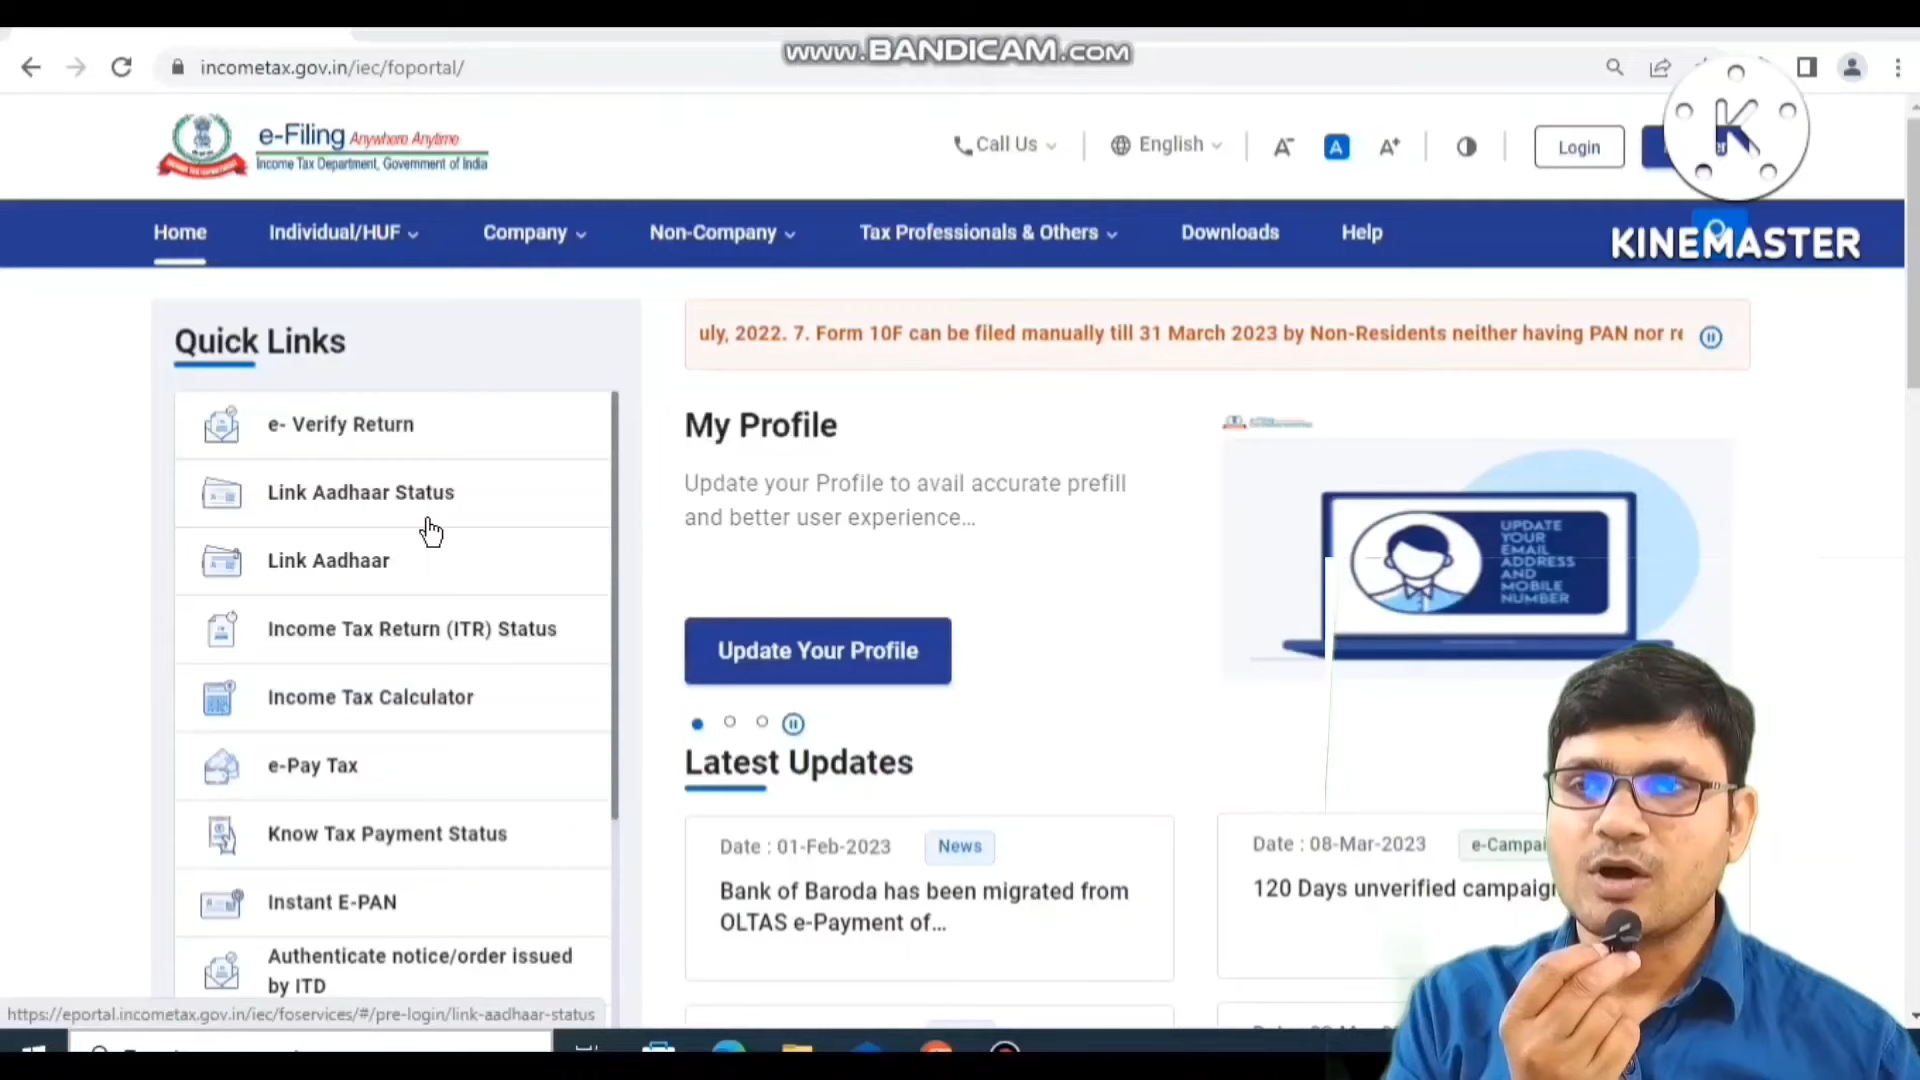 www.BANDICAM.com
incometax.gov.in/iec/foportal/
e-Filing Anywhere Anytime
Income Tax Department, Government of India
Call Us
English
A-
A
A+
Login
K
Home
Individual/HUF
Company
Non-Company
Tax Professionals & Others
Downloads
Help
KINEMASTER
Quick Links
e- Verify Return
Link Aadhaar Status
Link Aadhaar
Income Tax Return (ITR) Status
Income Tax Calculator
e-Pay Tax
Know Tax Payment Status
Instant E-PAN
Authenticate notice/order issued
by ITD
uly, 2022. 7. Form 10F can be filed manually till 31 March 2023 by Non-Residents neither having PAN nor re
My Profile
Update your Profile to avail accurate prefill
and better user experience...
Update Your Profile
UPDATE
YOUR
EMAIL
ADDRESS
AND
MOBILE
NUMBER
Latest Updates
Date : 01-Feb-2023 News
Bank of Baroda has been migrated from
OLTAS e-Payment of...
Date : 08-Mar-2023 e-Campai
120 Days unverified campaign
https://eportal.incometax.gov.in/iec/foservices/#/pre-login/link-aadhaar-status